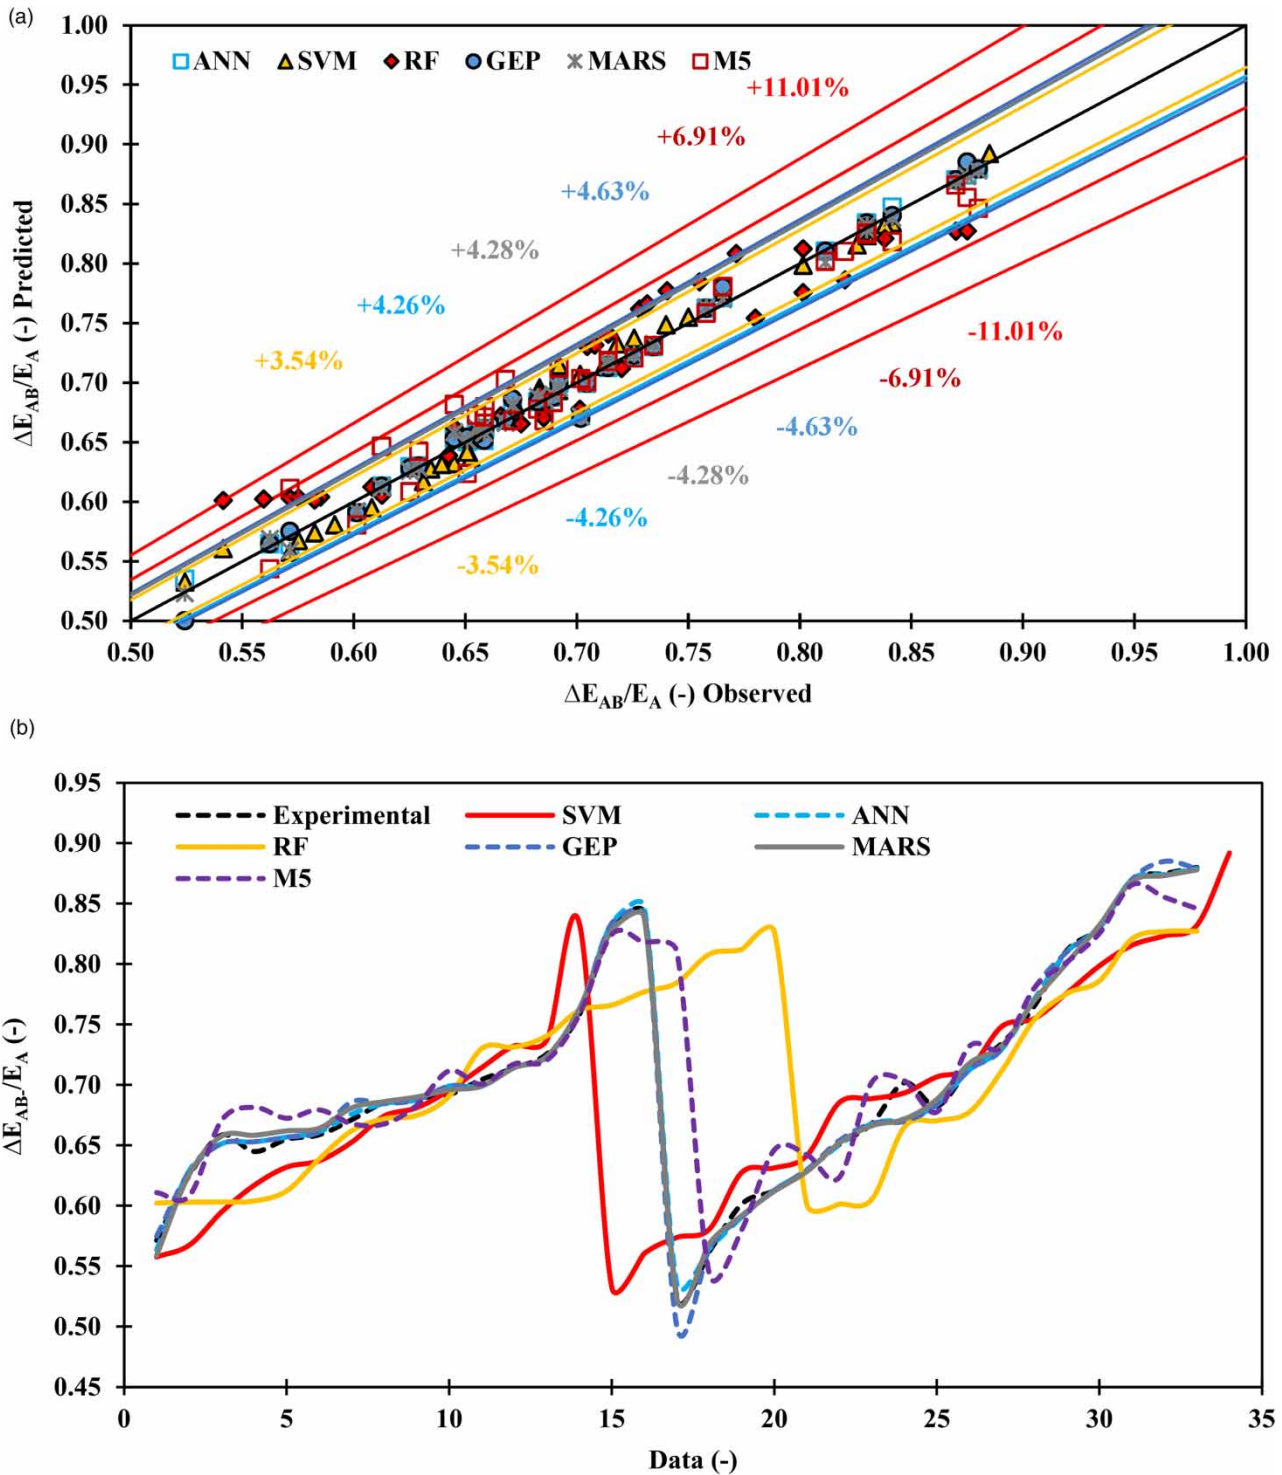 (a)
1.00
ANN SVM RF GEP MARS M5
+11.01%
0.95
+6.91%
0.90
+4.63%
0.85
+4.28%
0.80
+4.26%
0.75
+3.54%
-11.01%
0.70
-6.91%
0.65
-4.63%
-4.28%
0.60
-4.26%
0.55
-3.54%
0.50
ΔE_AB/E_A (-) Predicted
0.50 0.55 0.60 0.65 0.70 0.75 0.80 0.85 0.90 0.95 1.00
ΔE_AB/E_A (-) Observed
(b)
0.95
Experimental SVM ANN
RF GEP MARS
M5
0.90
0.85
0.80
0.75
0.70
0.65
0.60
0.55
0.50
0.45
ΔE_AB-/E_A (-)
0 5 10 15 20 25 30 35
Data (-)